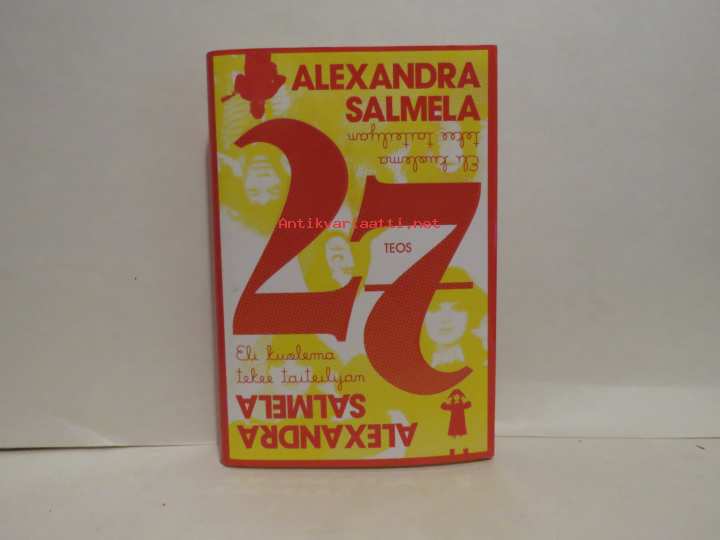 ALEXANDRA
SALMELA
Eli kuolema
tekee taiteilijan
27
Antikvariaatti.net
TEOS
Eli kuolema
tekee taiteilijan
ALEXANDRA
SALMELA